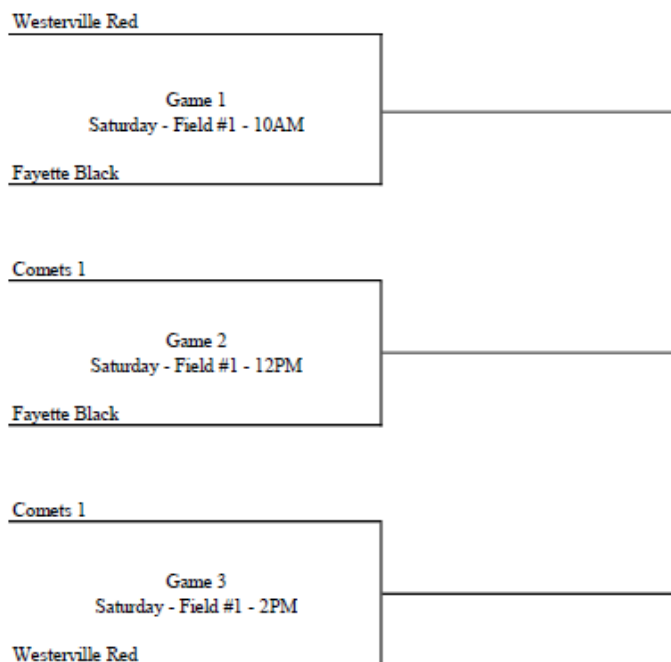 Westerville Red
Game 1
Saturday - Field #1 - 10AM
Fayette Black
Comets 1
Game 2
Saturday - Field #1 - 12PM
Fayette Black
Comets 1
Game 3
Saturday - Field #1 - 2PM
Westerville Red